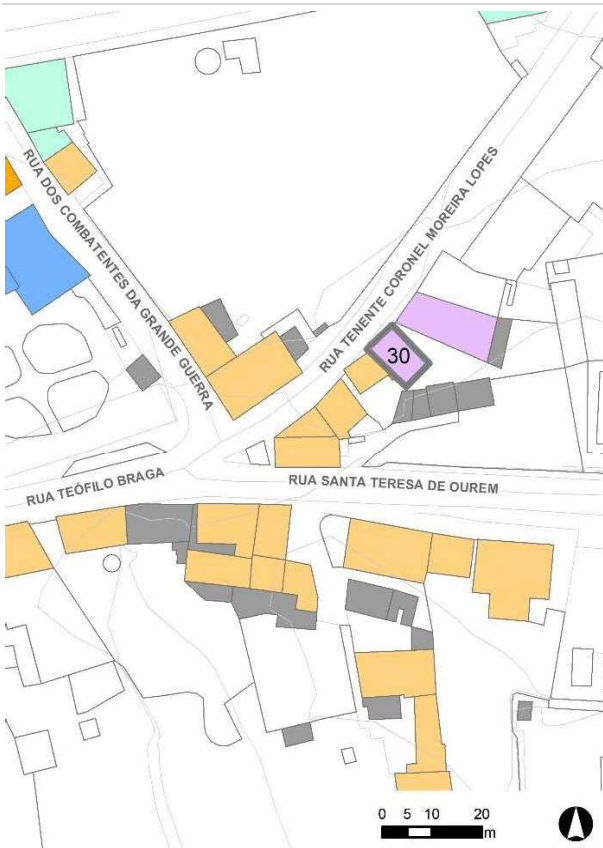 RUA DOS COMBATENTES DA GRANDE GUERRA
RUA TENENTE CORONEL MOREIRA LOPES
30
RUA TEÓFILO BRAGA
RUA SANTA TERESA DE OUREM
0 5 10 20
m